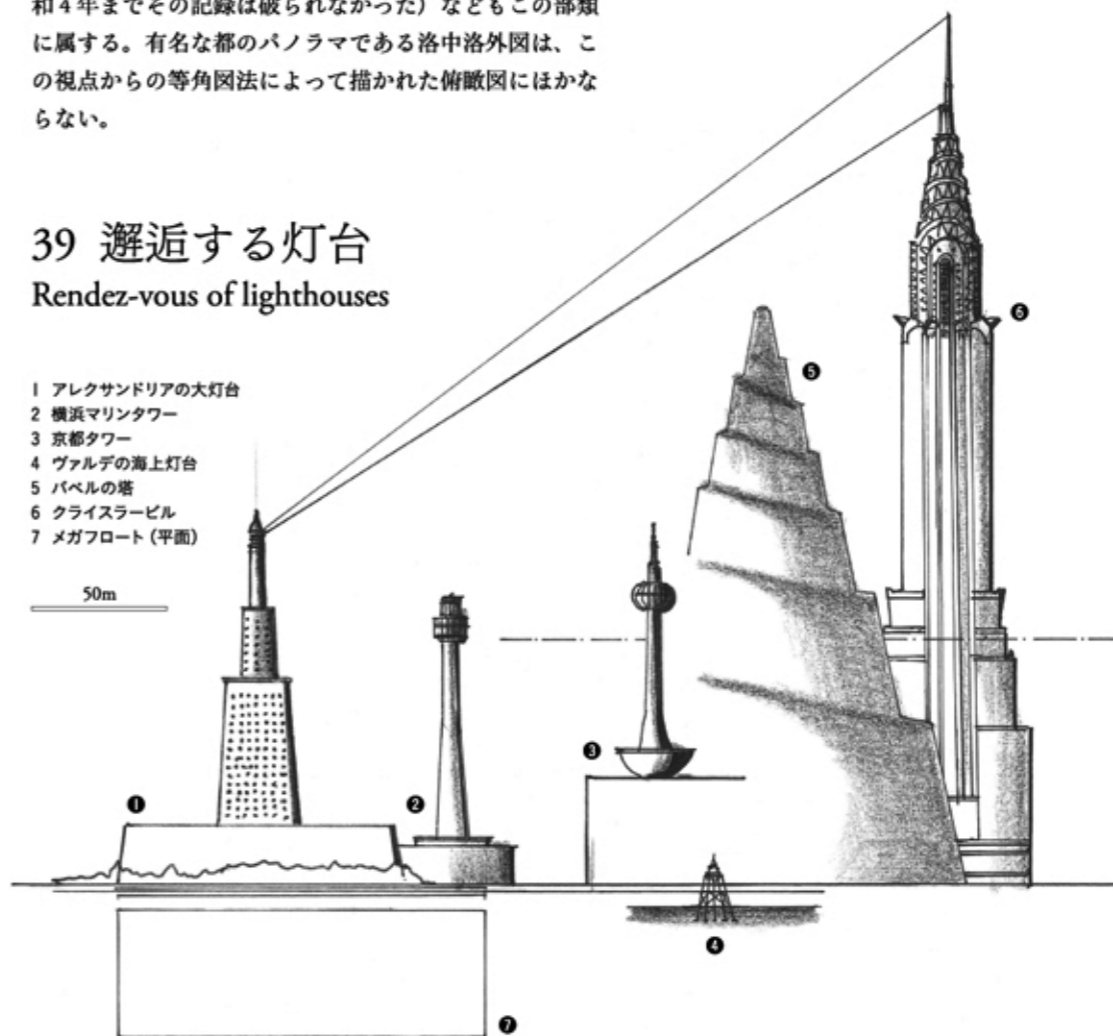 和4年までその記録は破られなかった）などもこの部類
に属する。有名な都のパノラマである洛中洛外図は、こ
の視点からの等角図法によって描かれた俯瞰図にほかな
らない。
39 邂逅する灯台
Rendez-vous of lighthouses
1 アレクサンドリアの大灯台
2 横浜マリンタワー
3 京都タワー
4 ヴァルデの海上灯台
5 バベルの塔
6 クライスラービル
7 メガフロート（平面）
50m
6
5
3
1
2
4
7